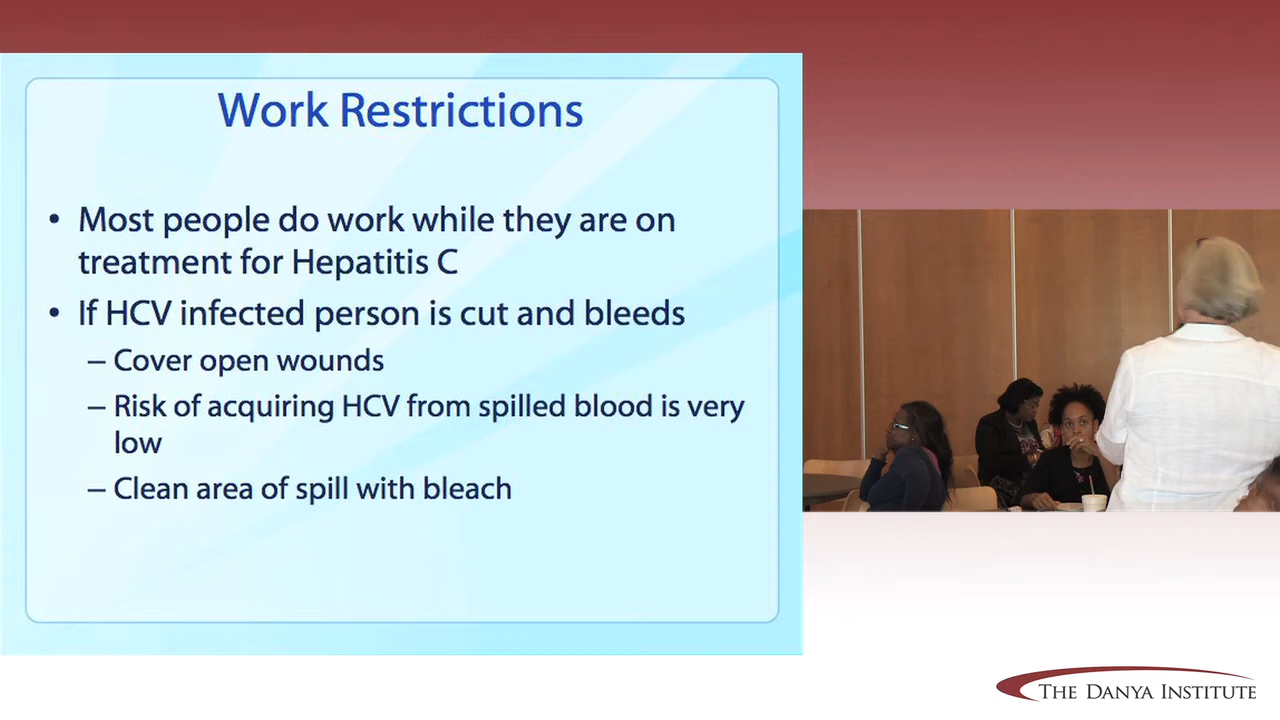 Work Restrictions
• Most people do work while they are on
treatment for Hepatitis C
• If HCV infected person is cut and bleeds
– Cover open wounds
– Risk of acquiring HCV from spilled blood is very
low
– Clean area of spill with bleach
THE DANYA INSTITUTE